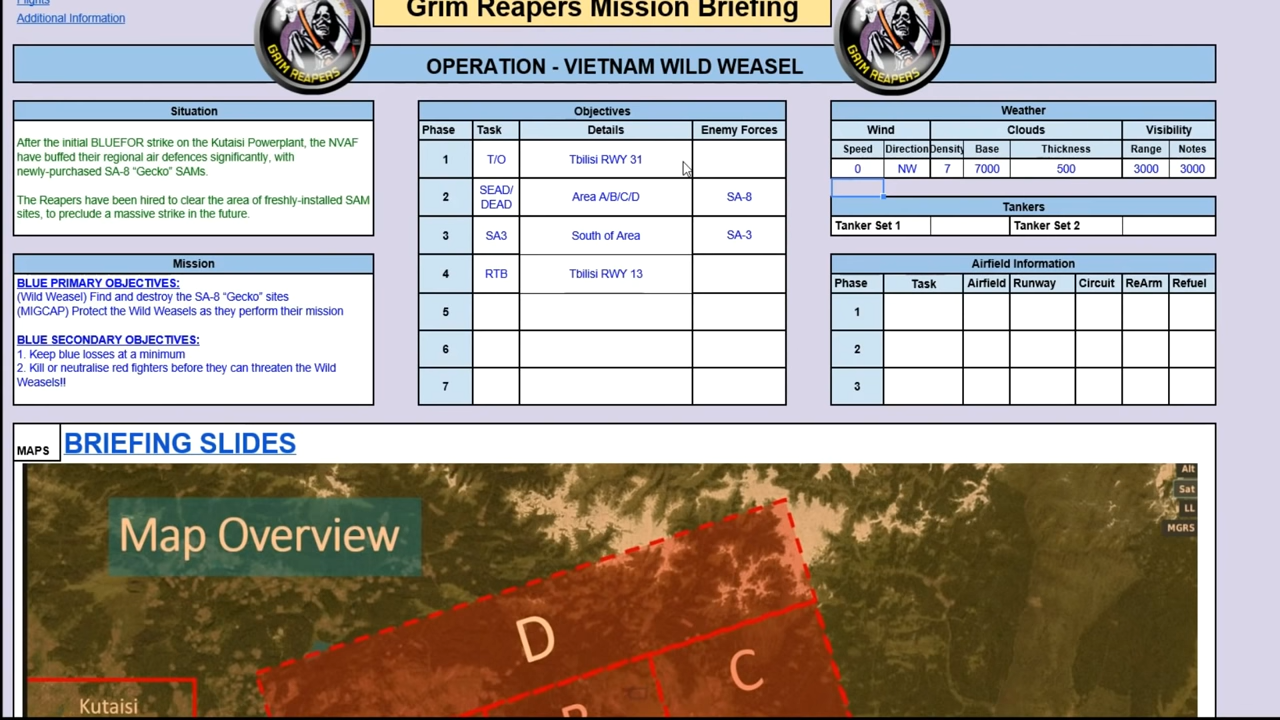 Flights
Additional Information
Grim Reapers Mission Briefing
GRIM REAPERS
GRIM REAPERS
OPERATION - VIETNAM WILD WEASEL
Situation
After the initial BLUEFOR strike on the Kutaisi Powerplant, the NVAF
have buffed their regional air defences significantly, with
newly-purchased SA-8 “Gecko” SAMs.
The Reapers have been hired to clear the area of freshly-installed SAM
sites, to preclude a massive strike in the future.
Mission
BLUE PRIMARY OBJECTIVES:
(Wild Weasel) Find and destroy the SA-8 “Gecko” sites
(MIGCAP) Protect the Wild Weasels as they perform their mission
BLUE SECONDARY OBJECTIVES:
1. Keep blue losses at a minimum
2. Kill or neutralise red fighters before they can threaten the Wild
Weasels!!
Objectives
Phase Task Details Enemy Forces
1 T/O Tbilisi RWY 31
2 SEAD/ DEAD Area A/B/C/D SA-8
3 SA3 South of Area SA-3
4 RTB Tbilisi RWY 13
5
6
7
Weather
Wind Clouds Visibility
Speed Direction Density Base Thickness Range Notes
0 NW 7 7000 500 3000 3000
Tankers
Tanker Set 1 Tanker Set 2
Airfield Information
Phase Task Airfield Runway Circuit ReArm Refuel
1
2
3
MAPS BRIEFING SLIDES
Map Overview
Alt
Sat
LL
MGRS
D
C
Kutaisi